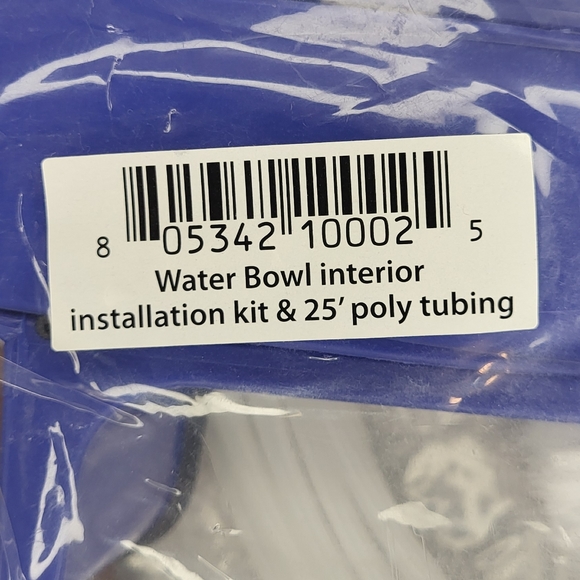 8 05342 10002 5
Water Bowl interior
installation kit & 25' poly tubing